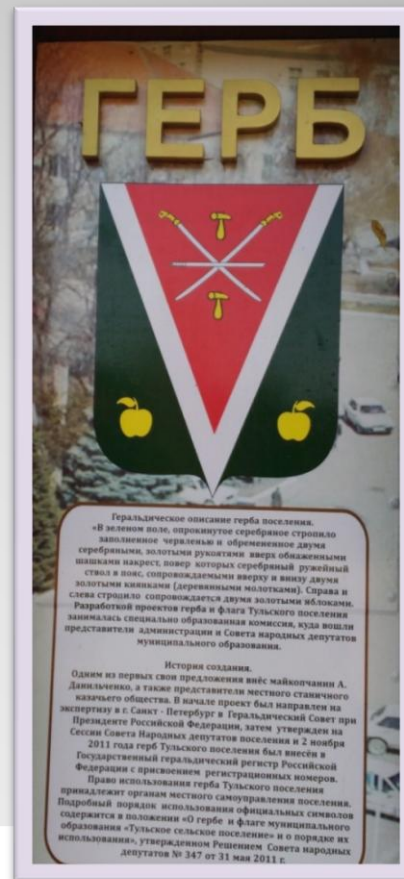 ГЕРБ
Геральдическое описание герба поселения.
«В зеленом поле, опрокинутое серебряное стропило
заполненное червленью и обремененное двумя
серебряными, золотыми рукоятями вверх обнаженными
шашками накрест, повер которых серебряный ружейный
ствол в пояс, сопровождаемыми вверху и внизу двумя
золотыми киянками (деревянными молотками). Справа и
слева стропило сопровождается двумя золотыми яблоками.
Разработкой проектов герба и флага Тульского поселения
занималась специально образованная комиссия, куда вошли
представители администрации и Совета народных депутатов
муниципального образования.
История создания.
Одним из первых свои предложения внёс майкопчанин А.
Данильченко, а также представители местного станичного
казачьего общества. В начале проект был направлен на
экспертизу в г. Санкт - Петербург в Геральдический Совет при
Президенте Российской Федерации, затем утвержден на
Сессии Совета Народных депутатов поселения и 2 ноября
2011 года герб Тульского поселения был внесён в
Государственный геральдический регистр Российской
Федерации с присвоением регистрационных номеров.
Право использования герба Тульского поселения
принадлежит органам местного самоуправления поселения.
Подробный порядок использования официальных символов
содержится в положении «О гербе и флаге муниципального
образования «Тульское сельское поселение» и о порядке их
использования», утвержденном Решением Совета народных
депутатов № 347 от 31 мая 2011 г.